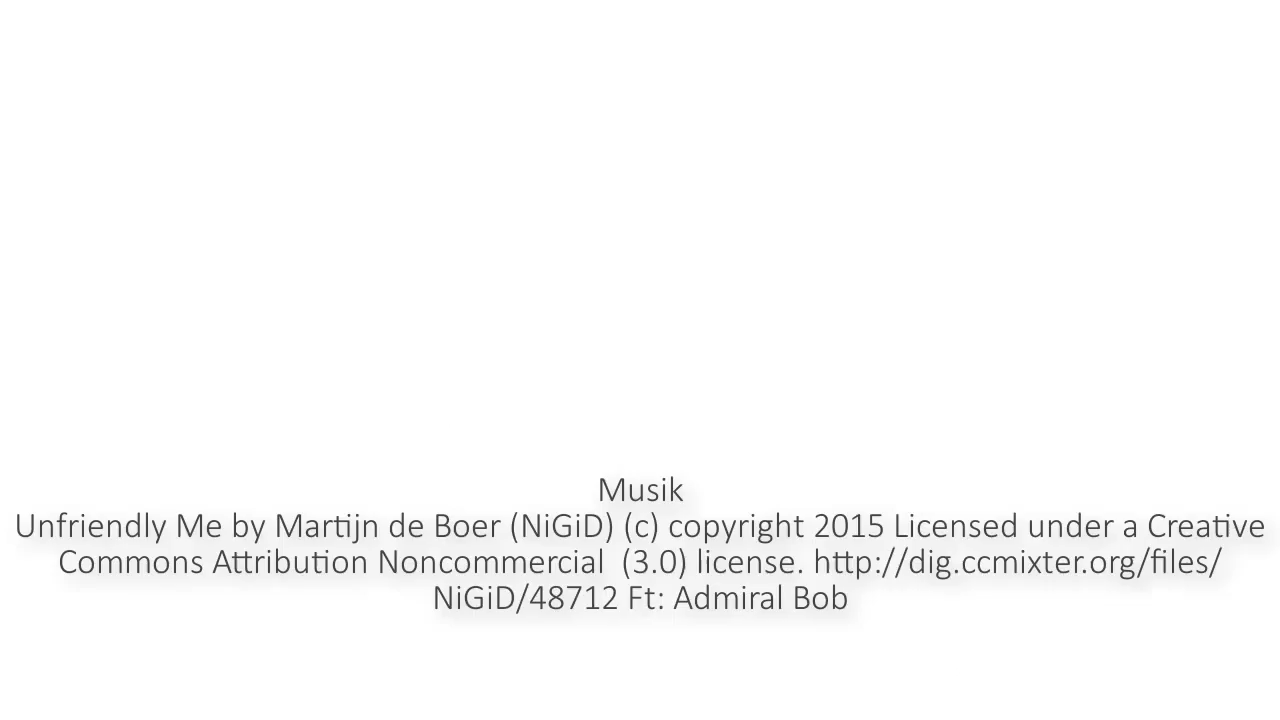 Musik
Unfriendly Me by Martijn de Boer (NiGiD) (c) copyright 2015 Licensed under a Creative
Commons Attribution Noncommercial  (3.0) license. http://dig.ccmixter.org/files/
NiGiD/48712 Ft: Admiral Bob